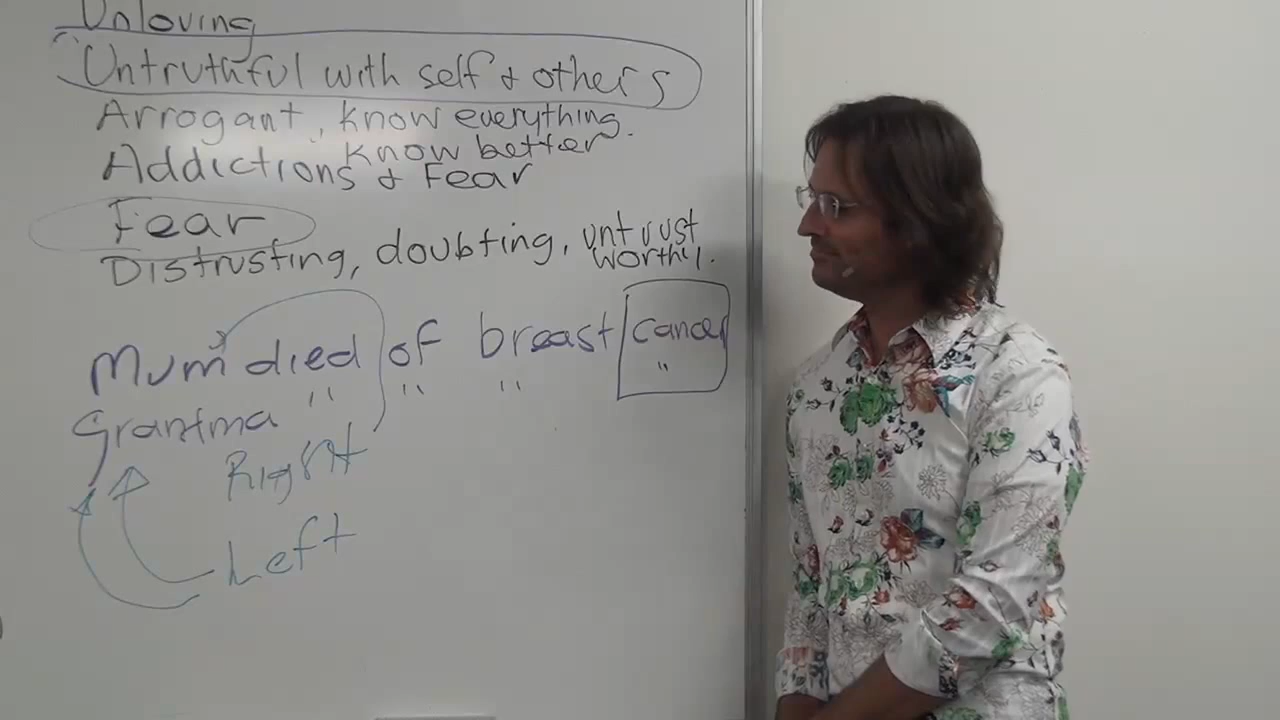 Unloving
Untruthful with self & others
Arrogant, know everything.
know better
Addictions & Fear
Fear
Distrusting, doubting, untrust
worthy.
Mum died of breast cancer
" " " "
Grantma
Right
Left